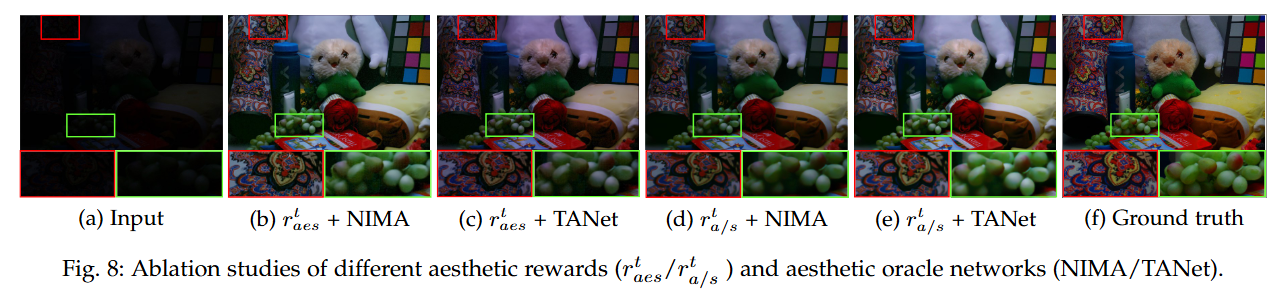 (a) Input (b) r^t_{aes} + NIMA (c) r^t_{aes} + TANet (d) r^t_{a/s} + NIMA (e) r^t_{a/s} + TANet (f) Ground truth
Fig. 8: Ablation studies of different aesthetic rewards (r^t_{aes}/r^t_{a/s} ) and aesthetic oracle networks (NIMA/TANet).